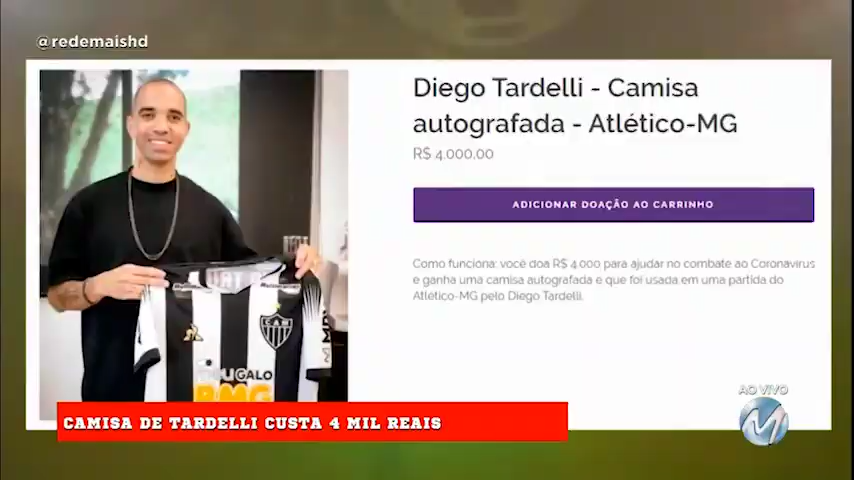 @redemaishd
Diego Tardelli - Camisa
autografada - Atlético-MG
R$ 4.000,00
ADICIONAR DOAÇÃO AO CARRINHO
Como funciona: você doa R$ 4.000 para ajudar no combate ao Coronavirus
e ganha uma camisa autografada e que foi usada em uma partida do
Atlético-MG pelo Diego Tardelli.
CAM
GALO
BMG
CAMISA DE TARDELLI CUSTA 4 MIL REAIS
AO VIVO
M